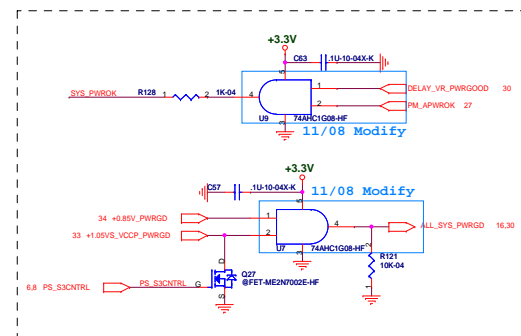 +3.3V
C63 .1U-10-04X-K
5
SYS_PWROK 1 R128 2 1K-04 4 1 DELAY_VR_PWRGOOD 30
2 PM_APWROK 27
U9 3 74AHC1G08-HF
11/08 Modify
+3.3V
C57 .1U-10-04X-K
11/08 Modify
5
34 +0.85V_PWRGD 1
4 ALL_SYS_PWRGD 16,30
33 +1.05VS_VCCP_PWRGD 2
U7 74AHC1G08-HF
3 2
D R121
Q27 10K-04
@FET-ME2N7002E-HF
6,8 PS_S3CNTRL PS_S3CNTRL G
S 1